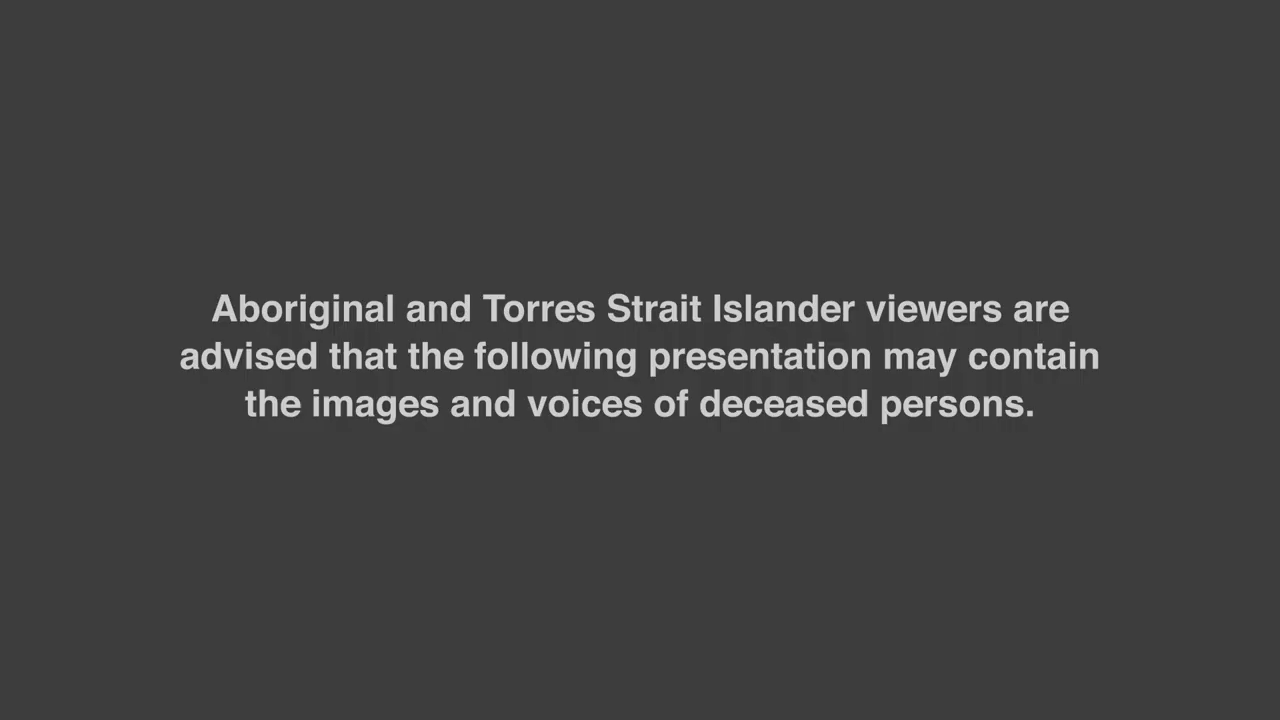 Aboriginal and Torres Strait Islander viewers are
advised that the following presentation may contain
the images and voices of deceased persons.